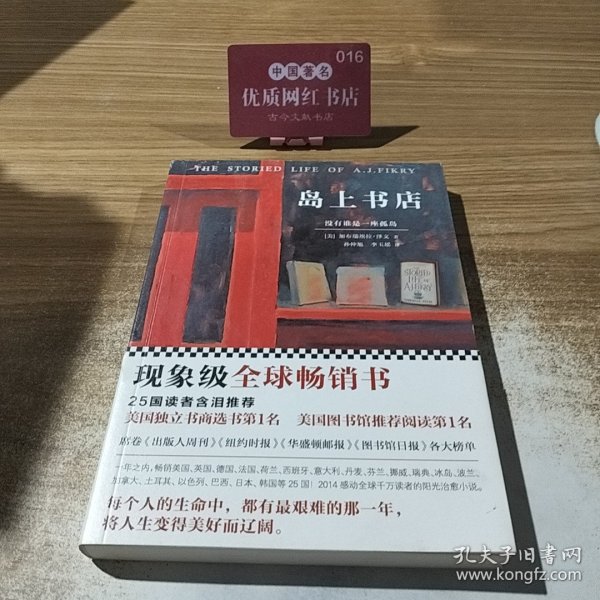 016
中国著名
优质网红书店
古今文献书店
THE STORIED LIFE OF A.J.FIKRY
岛上书店
没有谁是一座孤岛
[美] 加布瑞埃拉·泽文 著
孙仲旭 李玉瑶 译
现象级全球畅销书
25国读者含泪推荐
美国独立书商选书第1名 美国图书馆推荐阅读第1名
席卷《出版人周刊》《纽约时报》《华盛顿邮报》《图书馆日报》各大榜单
一年之内,畅销美国、英国、德国、法国、荷兰、西班牙、意大利、丹麦、芬兰、挪威、瑞典、冰岛、波兰、
加拿大、土耳其、以色列、巴西、日本、韩国等25国!2014感动全球千万读者的阳光治愈小说。
每个人的生命中,都有最艰难的那一年,
将人生变得美好而辽阔。
孔夫子旧书网
www.kongfz.com